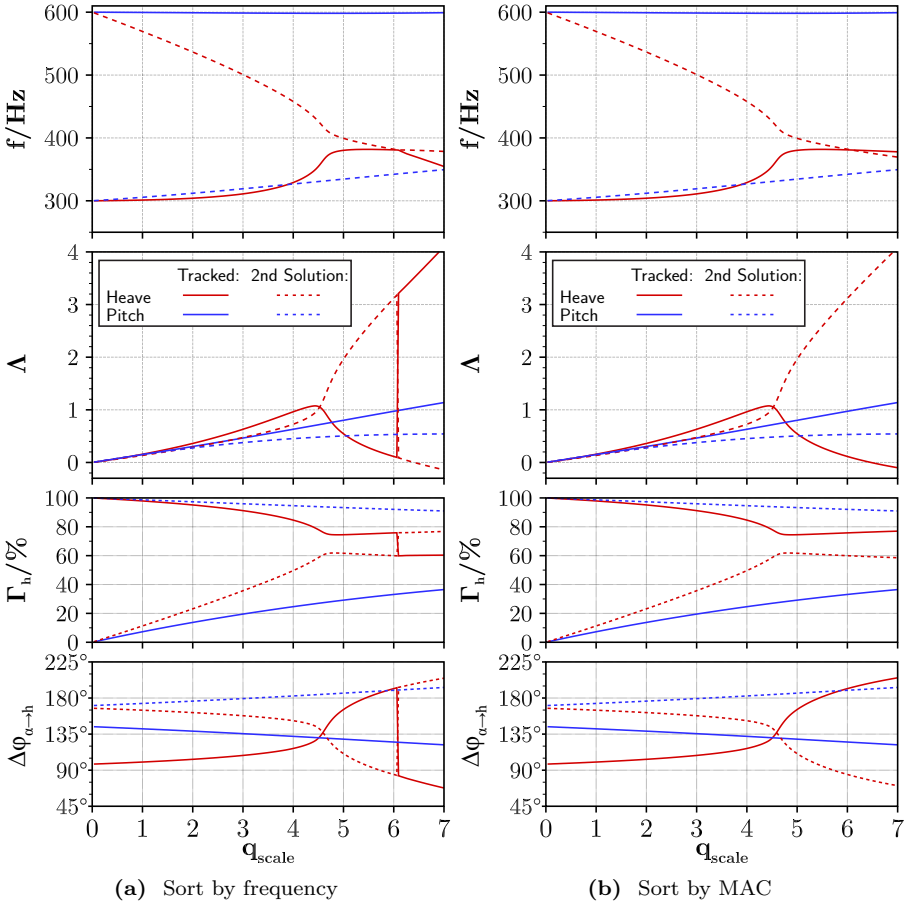 f/Hz
600
500
400
300
f/Hz
600
500
400
300
Λ
4
3
2
1
0
Tracked: 2nd Solution:
Heave
Pitch
Λ
4
3
2
1
0
Tracked: 2nd Solution:
Heave
Pitch
Γh/%
100
80
60
40
20
0
Γh/%
100
80
60
40
20
0
Δφα→h
225°
180°
135°
90°
45°
0 1 2 3 4 5 6 7
qscale
Δφα→h
225°
180°
135°
90°
45°
0 1 2 3 4 5 6 7
qscale
(a) Sort by frequency
(b) Sort by MAC